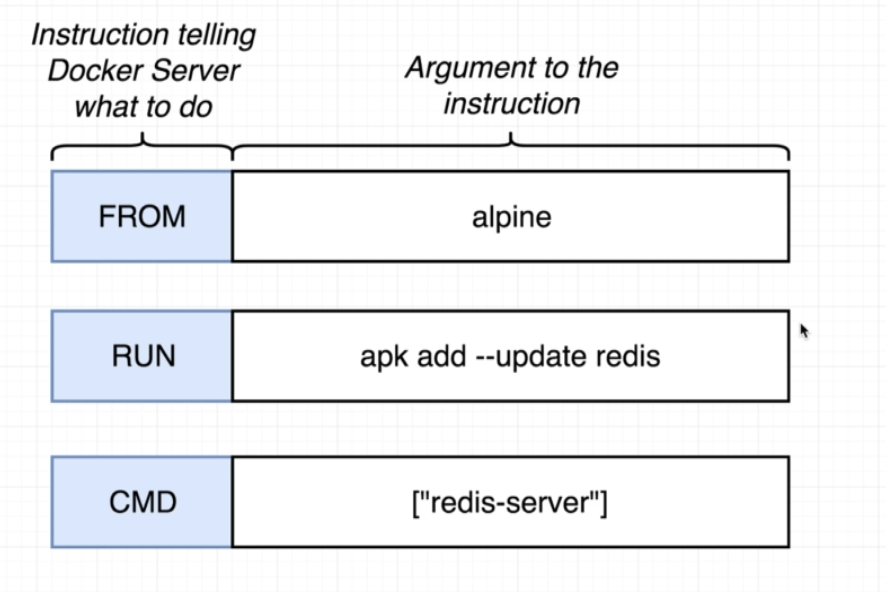 Instruction telling
Docker Server
what to do
Argument to the
instruction
FROM
alpine
RUN
apk add --update redis
CMD
["redis-server"]